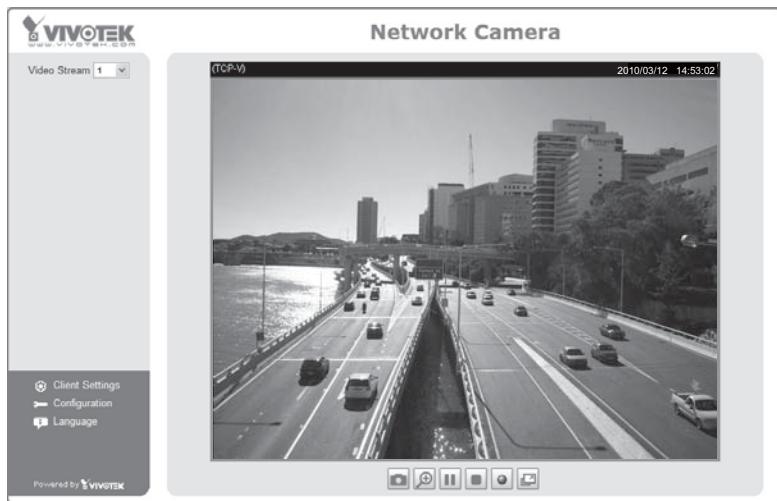 VIVOTEK
www.vivotek.com
Network Camera
Video Stream 1
(TCP-V)
2010/03/12 14:53:02
Client Settings
Configuration
Language
Powered by VIVOTEK